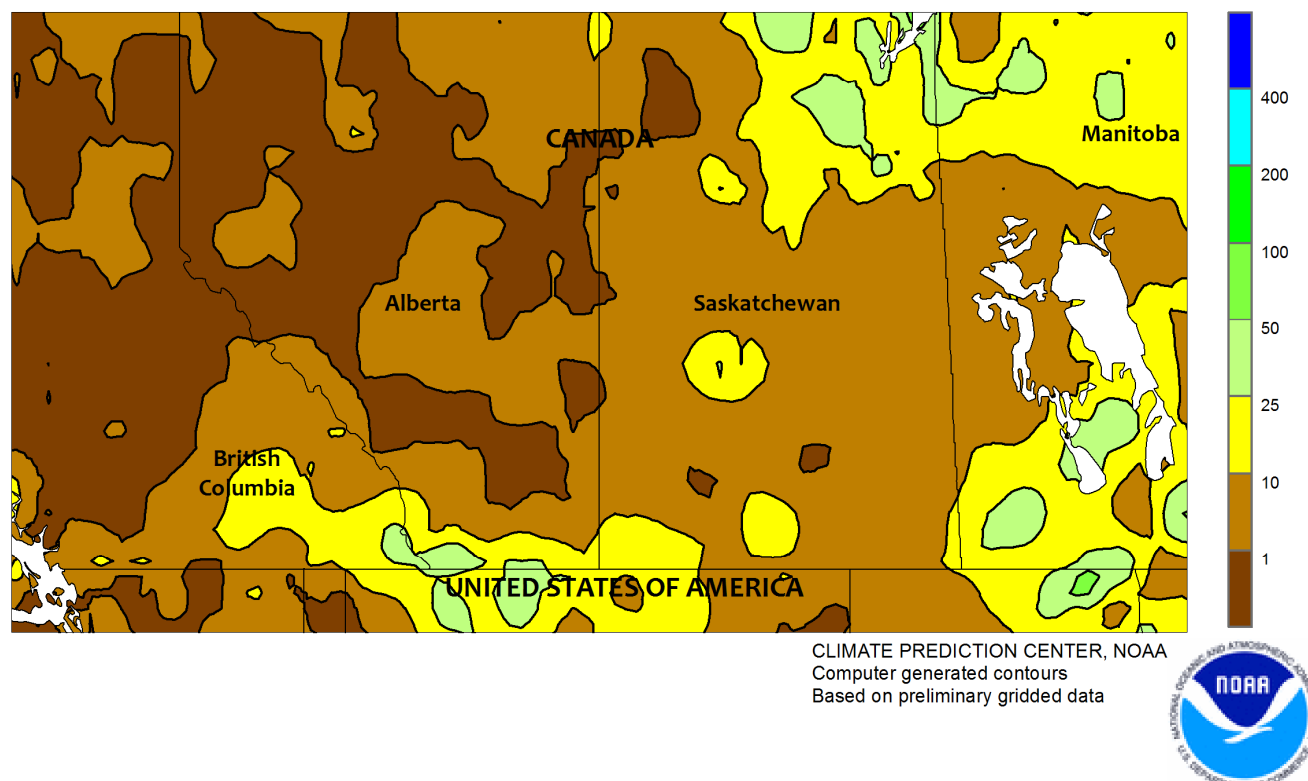 CANADA
Manitoba
Alberta
Saskatchewan
British
Columbia
UNITED STATES OF AMERICA
400
200
100
50
25
10
1
CLIMATE PREDICTION CENTER, NOAA
Computer generated contours
Based on preliminary gridded data
NOAA